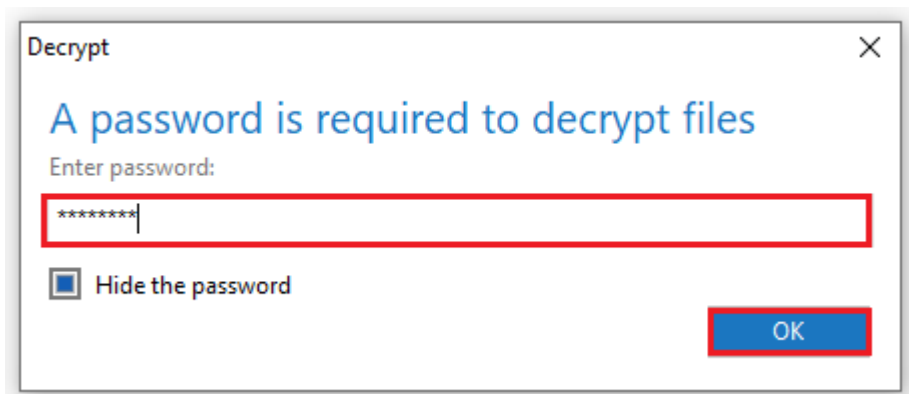 Decrypt
A password is required to decrypt files
Enter password:
********
Hide the password
OK